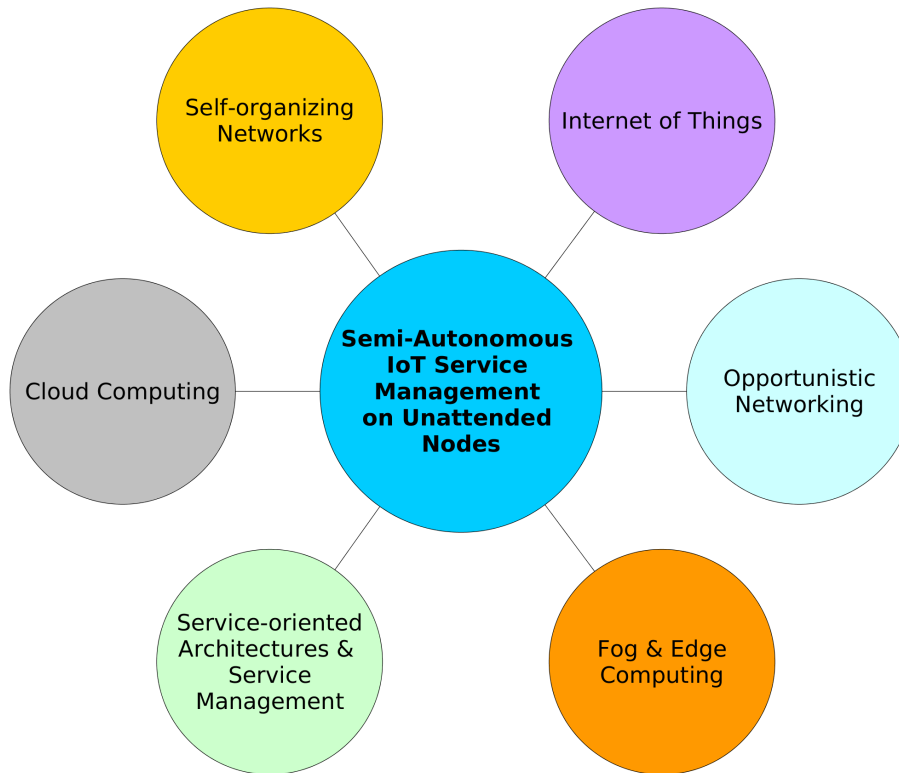 Self-organizing
Networks
Internet of Things
Semi-Autonomous
IoT Service
Management
on Unattended
Nodes
Cloud Computing
Opportunistic
Networking
Service-oriented
Architectures &
Service
Management
Fog & Edge
Computing